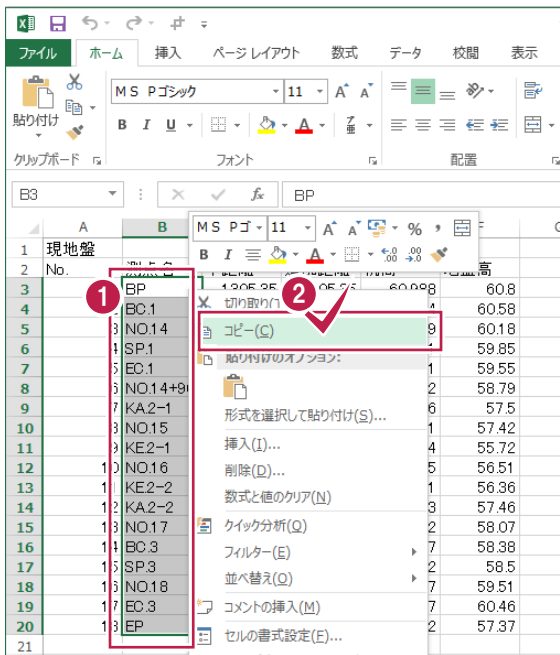 ファイル ホーム 挿入 ページ レイアウト 数式 データ 校閲 表示
MS Pゴシック 11 A A
貼り付け B I U A
クリップボード フォント 配置
B3 fx BP
A B
MS Pゴ 11 A A % ,
B I A .0 .00
1 現地盤
2 No.
3 BP 60.8
4 BC.1 60.58
5 NO.14 60.18
6 SP.1 59.85
7 EC.1 59.55
8 58.79
9 KA.2-1 57.5
10 NO.15 57.42
11 KE2-1 55.72
12 NO.16 56.51
13 KE2-2 56.36
14 KA.2-2 57.46
15 NO.17 58.07
16 BC.3 58.38
17 SP.3 58.5
18 NO.18 59.51
19 EC.3 60.46
20 EP 57.37
21
1
2
コピー(C)
貼り付けのオプション:
形式を選択して貼り付け(S)...
挿入(I)...
削除(D)...
数式と値のクリア(N)
クイック分析(Q)
フィルター(E)
並べ替え(O)
コメントの挿入(M)
セルの書式設定(F)...